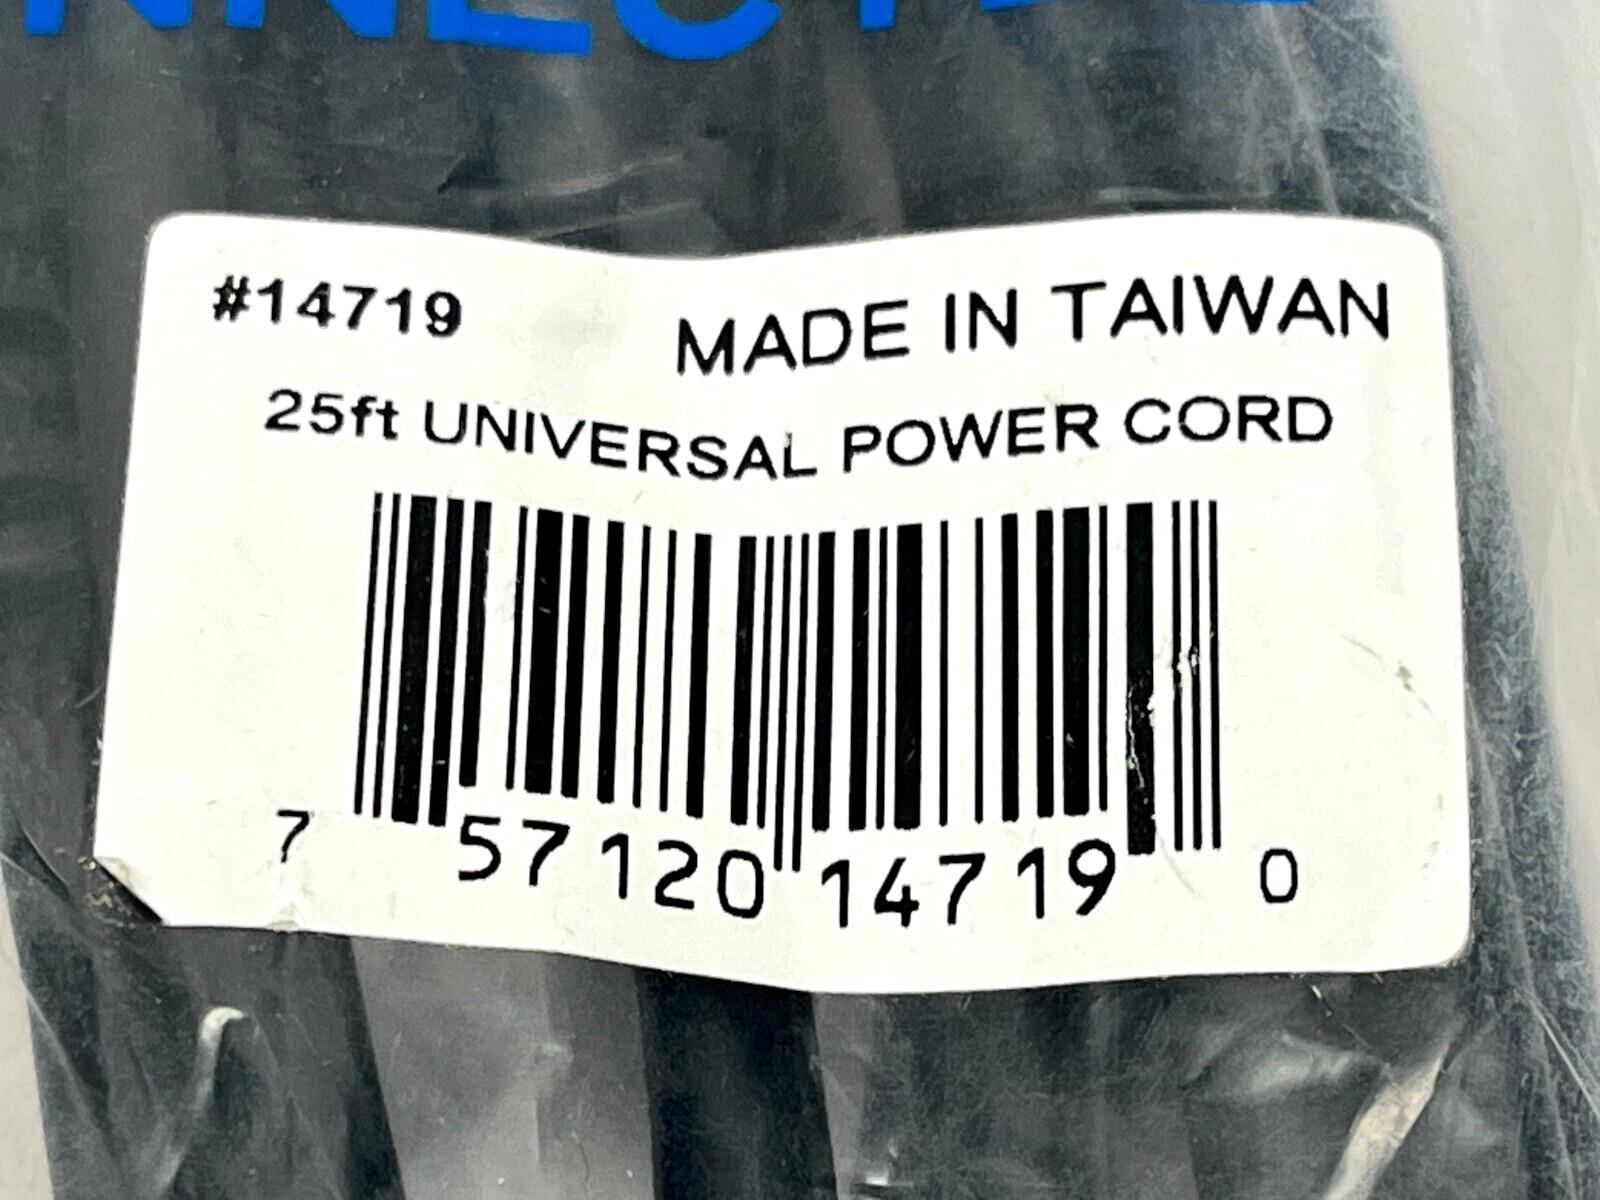 #14719
MADE IN TAIWAN
25ft UNIVERSAL POWER CORD
7 57120 14719 0